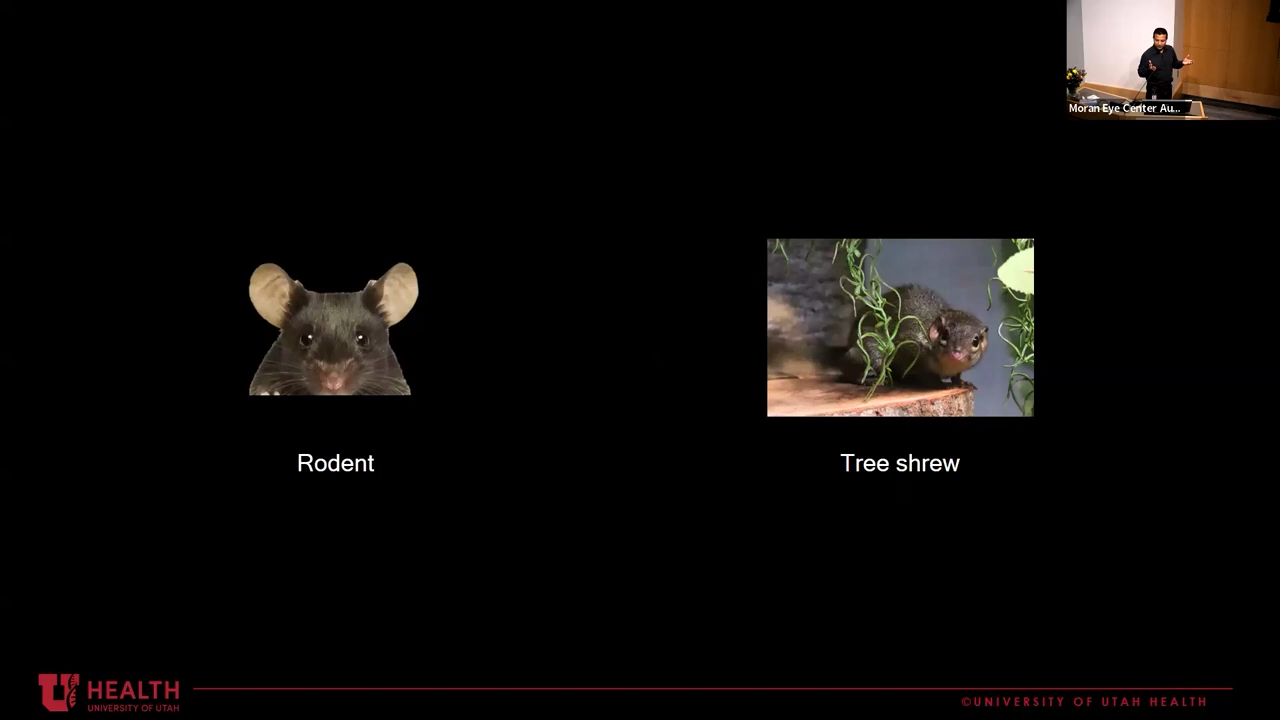 Moran Eye Center Au...
Rodent
Tree shrew
U HEALTH
UNIVERSITY OF UTAH
©UNIVERSITY OF UTAH HEALTH